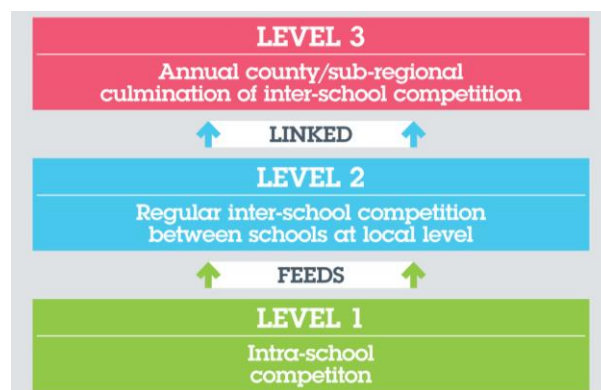 LEVEL 3
Annual county/sub-regional
culmination of inter-school competition
LINKED
LEVEL 2
Regular inter-school competition
between schools at local level
FEEDS
LEVEL 1
Intra-school
competiton